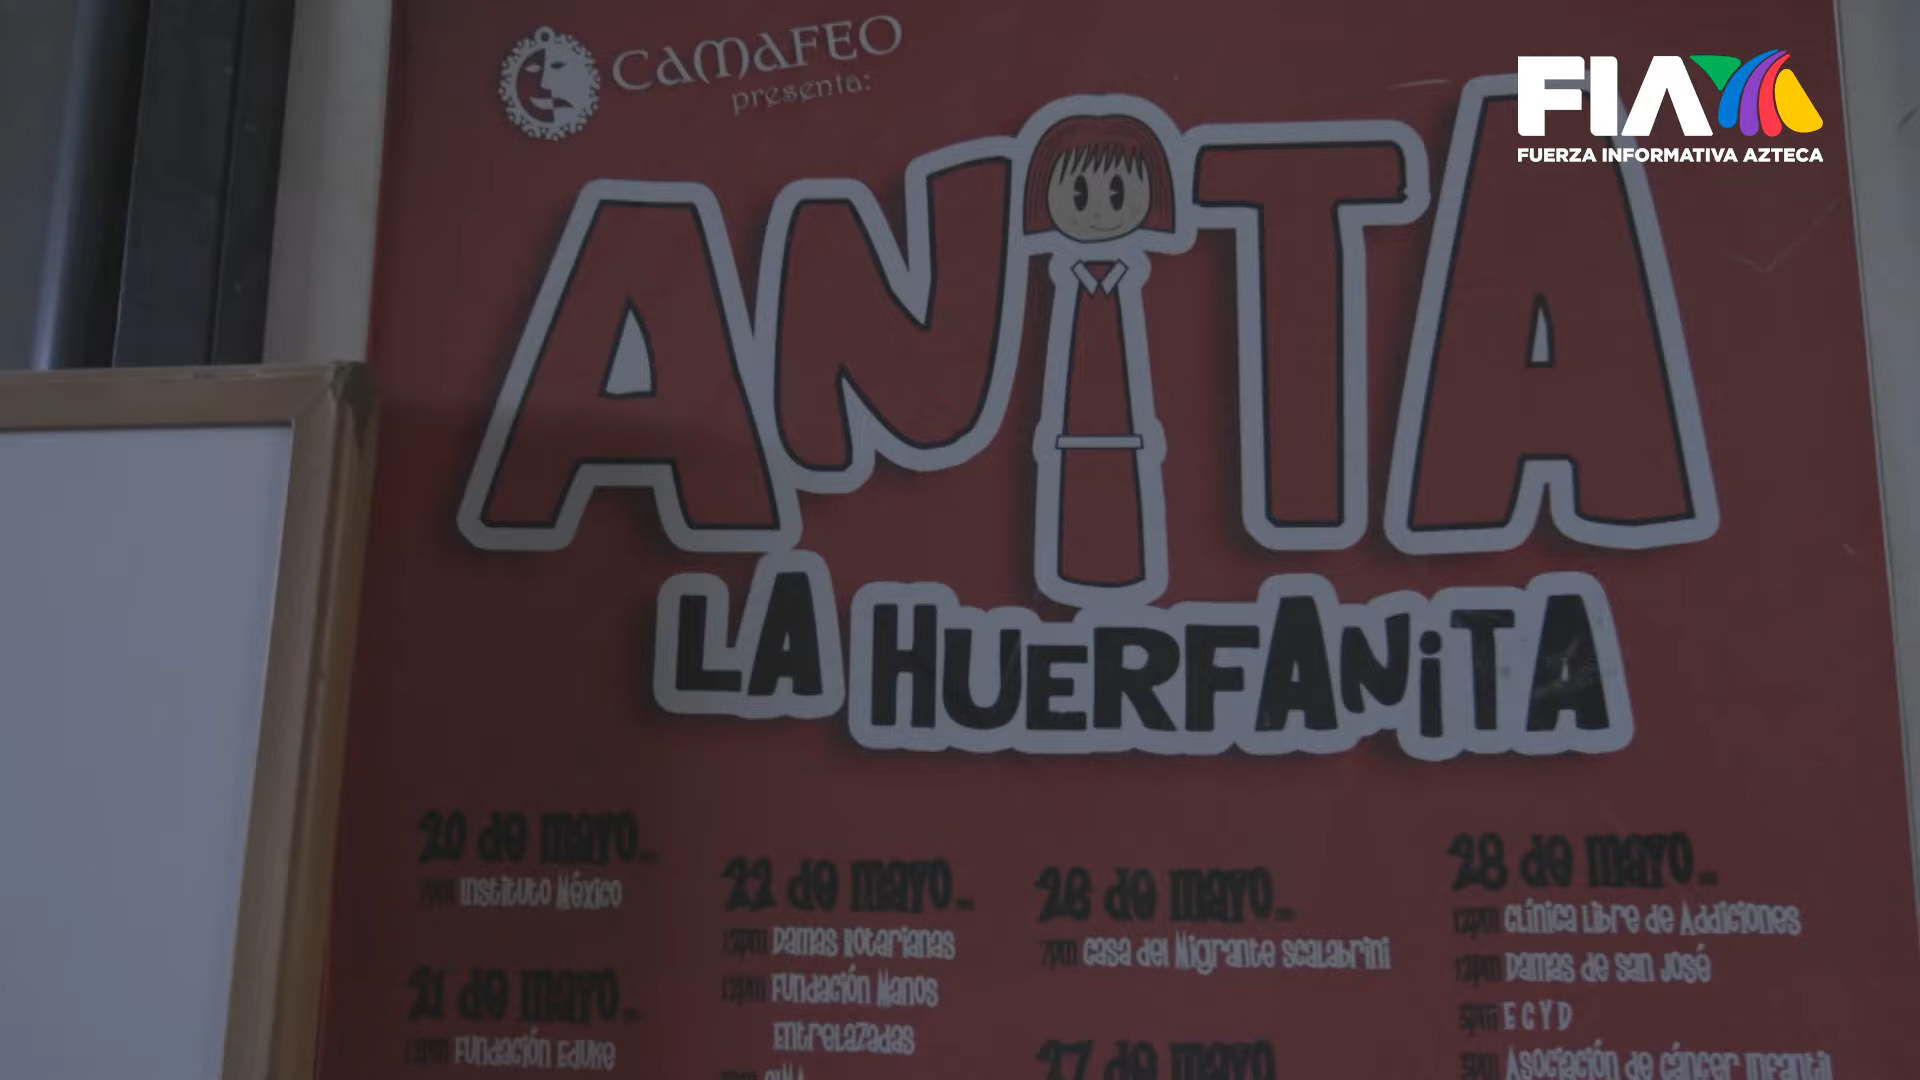 CAMAFEO
presenta:
FIA
FUERZA INFORMATIVA AZTECA
ANiTA
LA HUERFANiTA
20 de mayo
7pm Instituto México
21 de mayo
Fundación Eduke
22 de mayo
Damas Rotarianas
12pm Fundación Manos
Entrelazadas
26 de mayo
7pm Casa del Migrante Scalabrini
27 de mayo
28 de mayo
12pm Clínica Libre de Addiciones
12pm Damas de San José
5pm E C Y D
5pm Asociación de cáncer Infantil